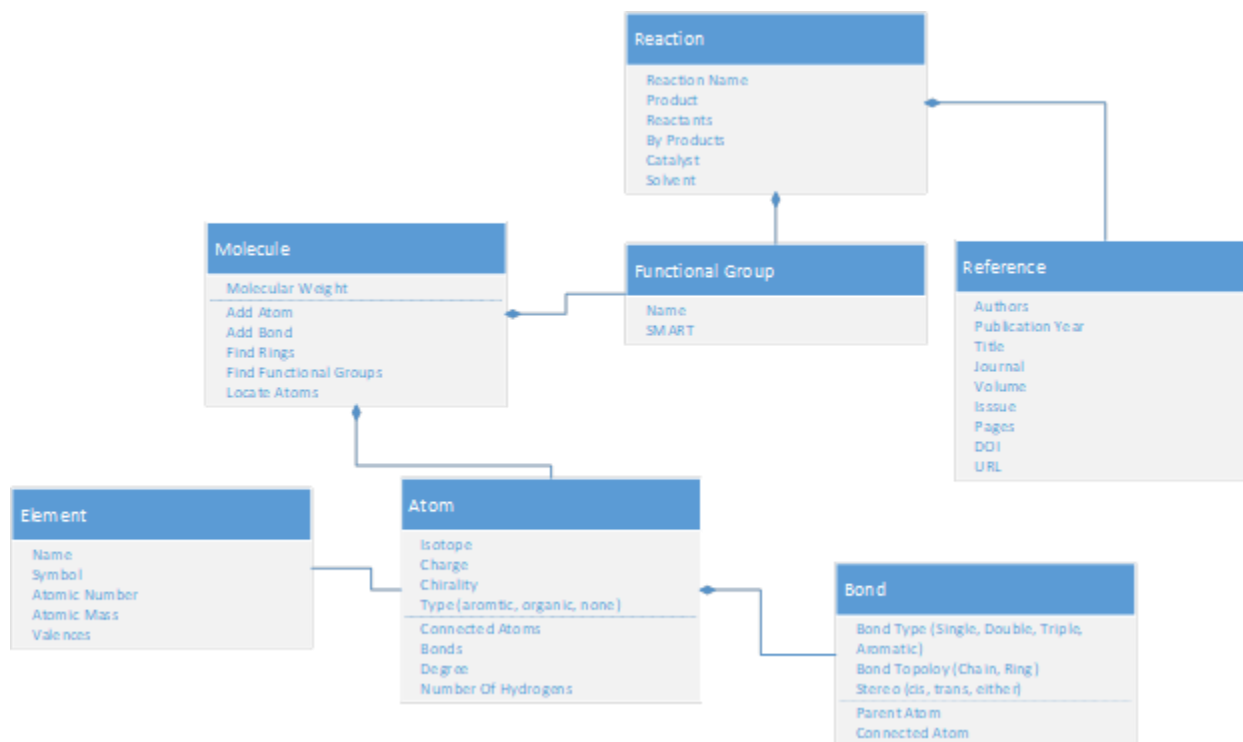 Reaction
Reaction Name
Product
Reactants
By Products
Catalyst
Solvent
Molecule
Molecular Weight
Add Atom
Add Bond
Find Rings
Find Functional Groups
Locate Atoms
Functional Group
Name
SMART
Reference
Authors
Publication Year
Title
Journal
Volume
Isssue
Pages
DOI
URL
Element
Name
Symbol
Atomic Number
Atomic Mass
Valences
Atom
Isotope
Charge
Chirality
Type (aromtic, organic, none)
Connected Atoms
Bonds
Degree
Number Of Hydrogens
Bond
Bond Type (Single, Double, Triple,
Aromatic)
Bond Topoloy (Chain, Ring)
Stereo (cis, trans, either)
Parent Atom
Connected Atom